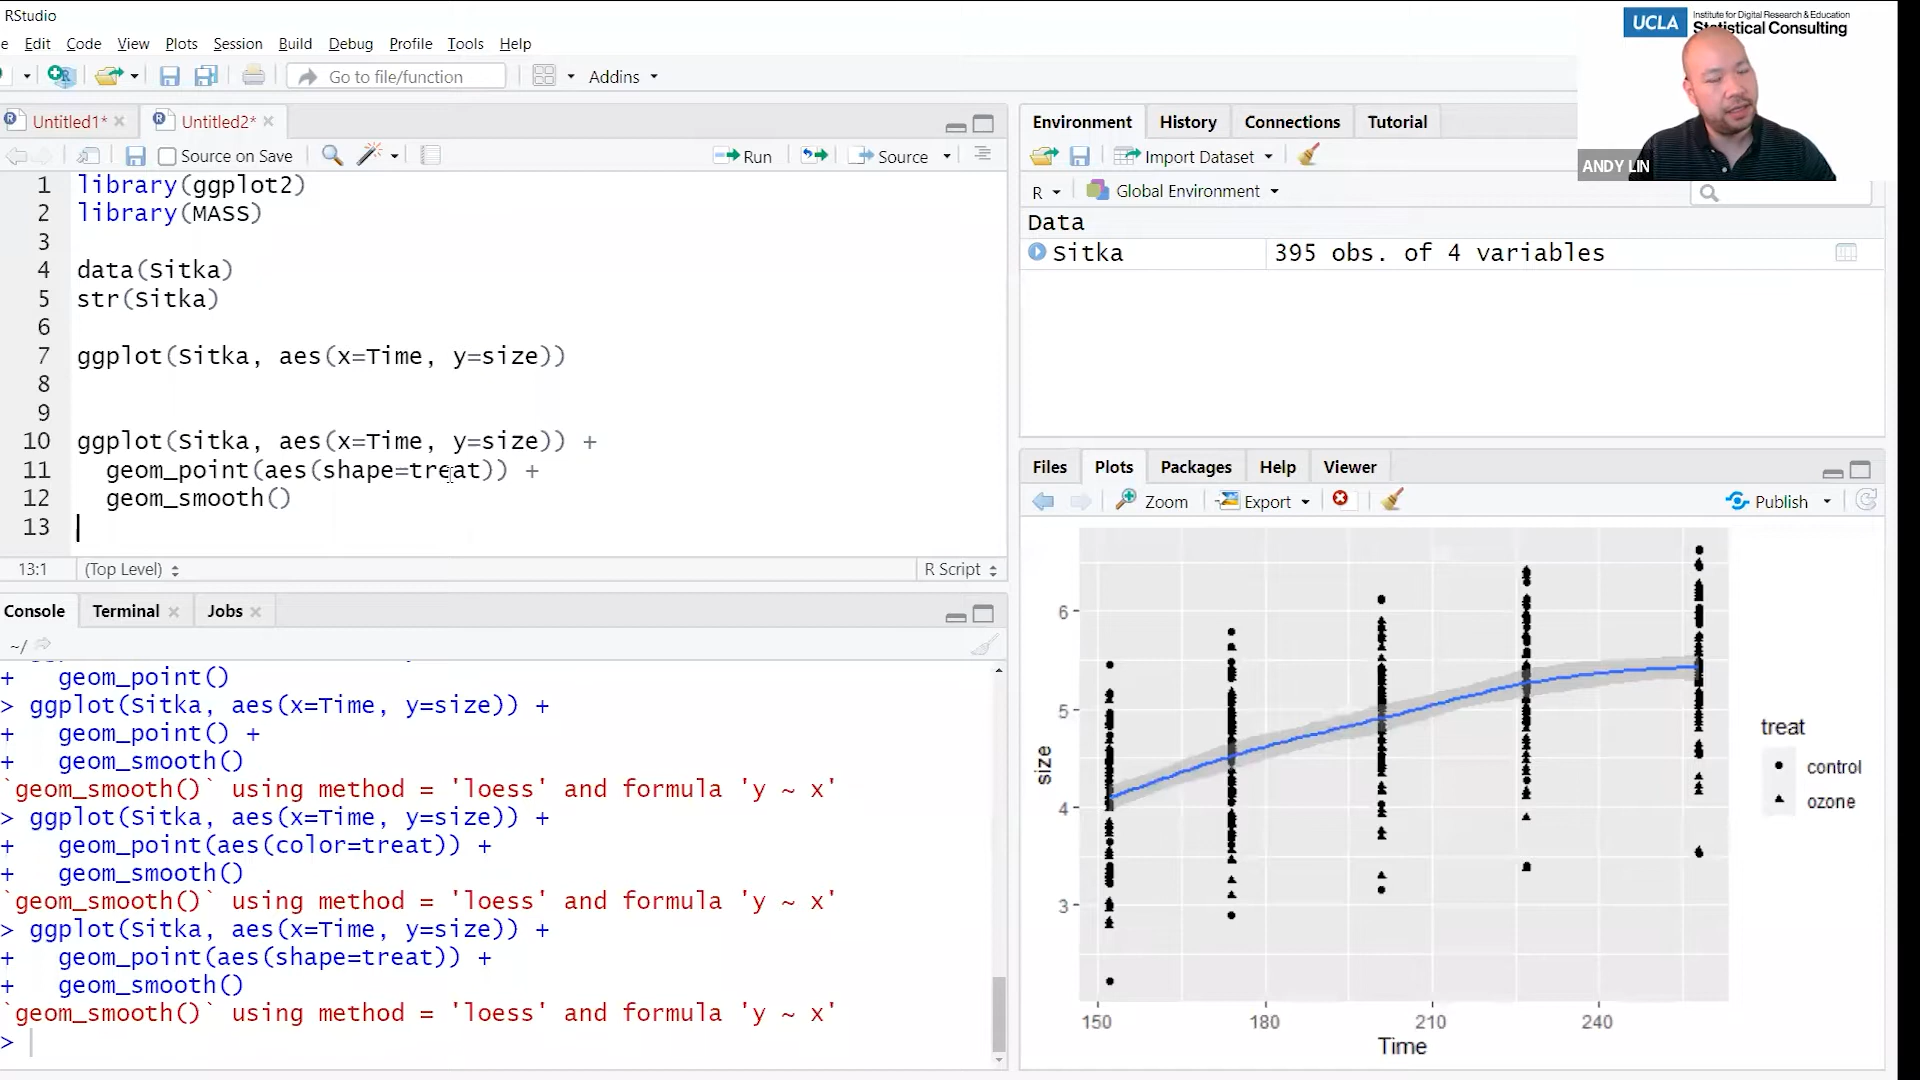 RStudio
e Edit Code View Plots Session Build Debug Profile Tools Help
Go to file/function
Addins
UCLA
Institute for Digital Research & Education
Statistical Consulting
ANDY LIN
Untitled1*
Untitled2*
Source on Save
Run
Source
1 library(ggplot2)
2 library(MASS)
3
4 data(Sitka)
5 str(Sitka)
6
7 ggplot(Sitka, aes(x=Time, y=size))
8
9
10 ggplot(Sitka, aes(x=Time, y=size)) +
11 geom_point(aes(shape=treat)) +
12 geom_smooth()
13
13:1
(Top Level)
R Script
Console
Terminal
Jobs
~/
+ geom_point()
> ggplot(Sitka, aes(x=Time, y=size)) +
+ geom_point() +
+ geom_smooth()
`geom_smooth()` using method = 'loess' and formula 'y ~ x'
> ggplot(Sitka, aes(x=Time, y=size)) +
+ geom_point(aes(color=treat)) +
+ geom_smooth()
`geom_smooth()` using method = 'loess' and formula 'y ~ x'
> ggplot(Sitka, aes(x=Time, y=size)) +
+ geom_point(aes(shape=treat)) +
+ geom_smooth()
`geom_smooth()` using method = 'loess' and formula 'y ~ x'
>
Environment
History
Connections
Tutorial
Import Dataset
R
Global Environment
Data
Sitka 395 obs. of 4 variables
Files
Plots
Packages
Help
Viewer
Zoom
Export
Publish
6
5
4
3
size
150 180 210 240
Time
treat
control
ozone